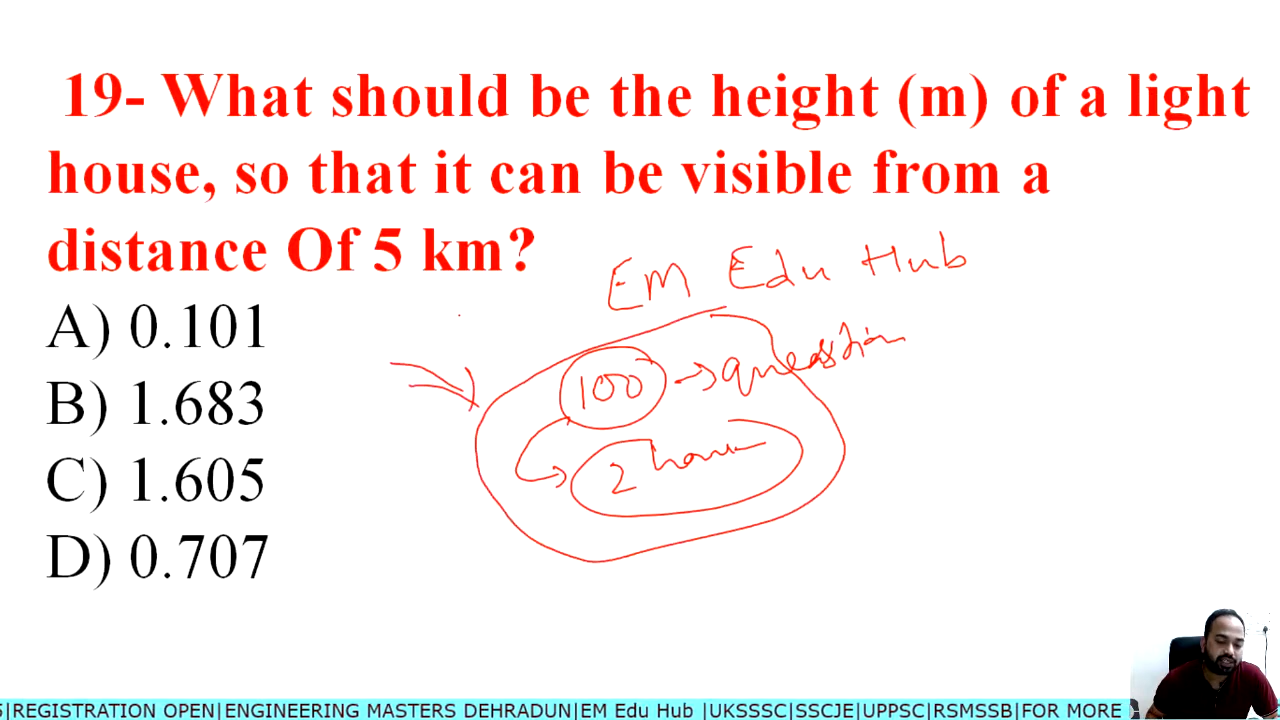 19- What should be the height (m) of a light
house, so that it can be visible from a
distance Of 5 km?
EM Edu Hub
A) 0.101
100 → question
B) 1.683
2 hour
C) 1.605
D) 0.707
|REGISTRATION OPEN|ENGINEERING MASTERS DEHRADUN|EM Edu Hub |UKSSSC|SSCJE|UPPSC|RSMSSB|FOR MORE